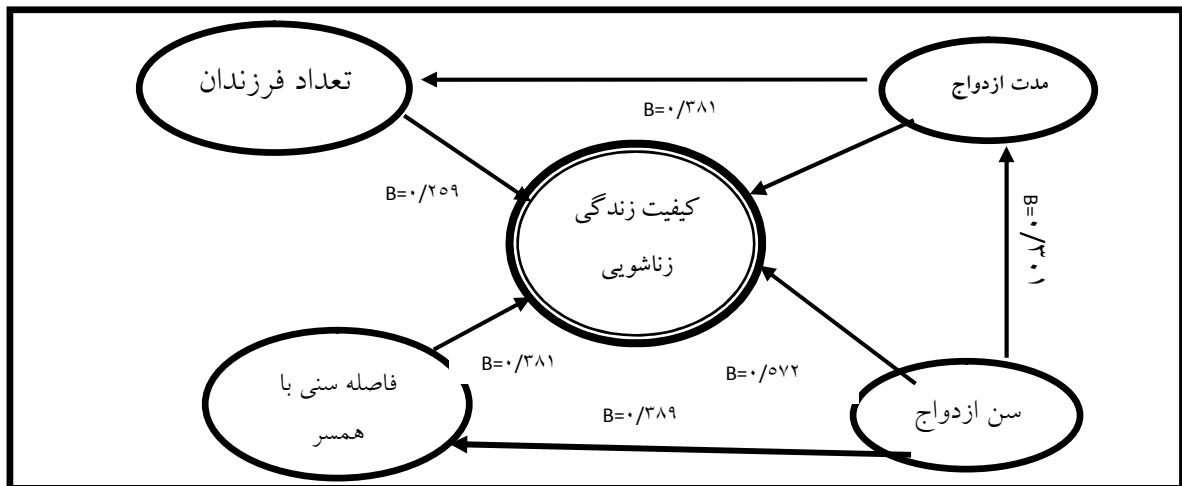 تعداد فرزندان
مدت ازدواج
B=۰/۳۸۱
B=۰/۲۵۹
کیفیت زندگی
زناشویی
B=۰/۳۰۱
B=۰/۳۸۱
B=۰/۵۷۲
فاصله سنی با
همسر
B=۰/۳۸۹
سن ازدواج